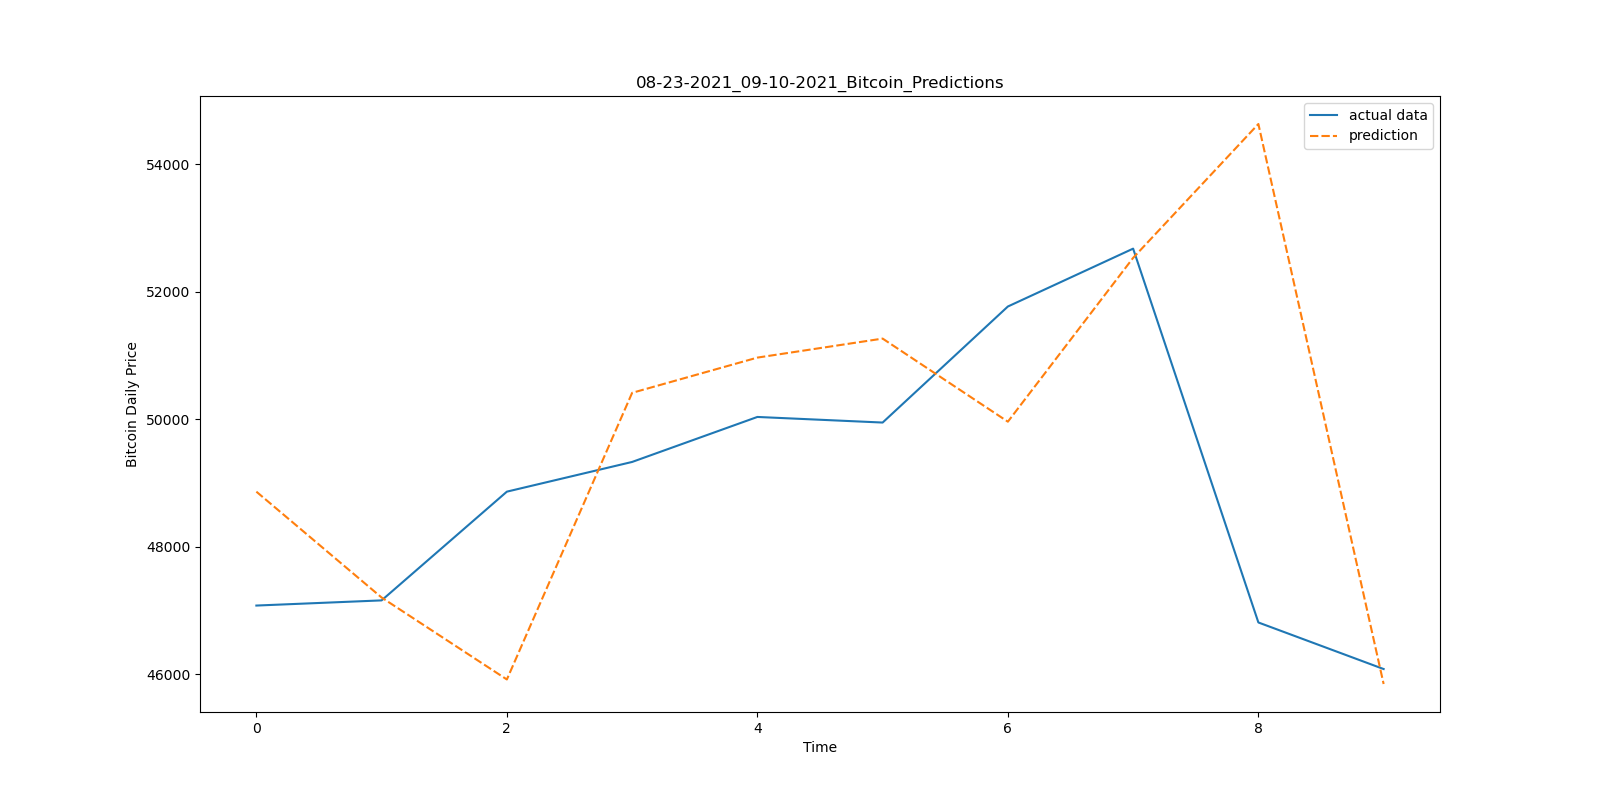 08-23-2021_09-10-2021_Bitcoin_Predictions
actual data
prediction
Bitcoin Daily Price
54000
52000
50000
48000
46000
0 2 4 6 8
Time